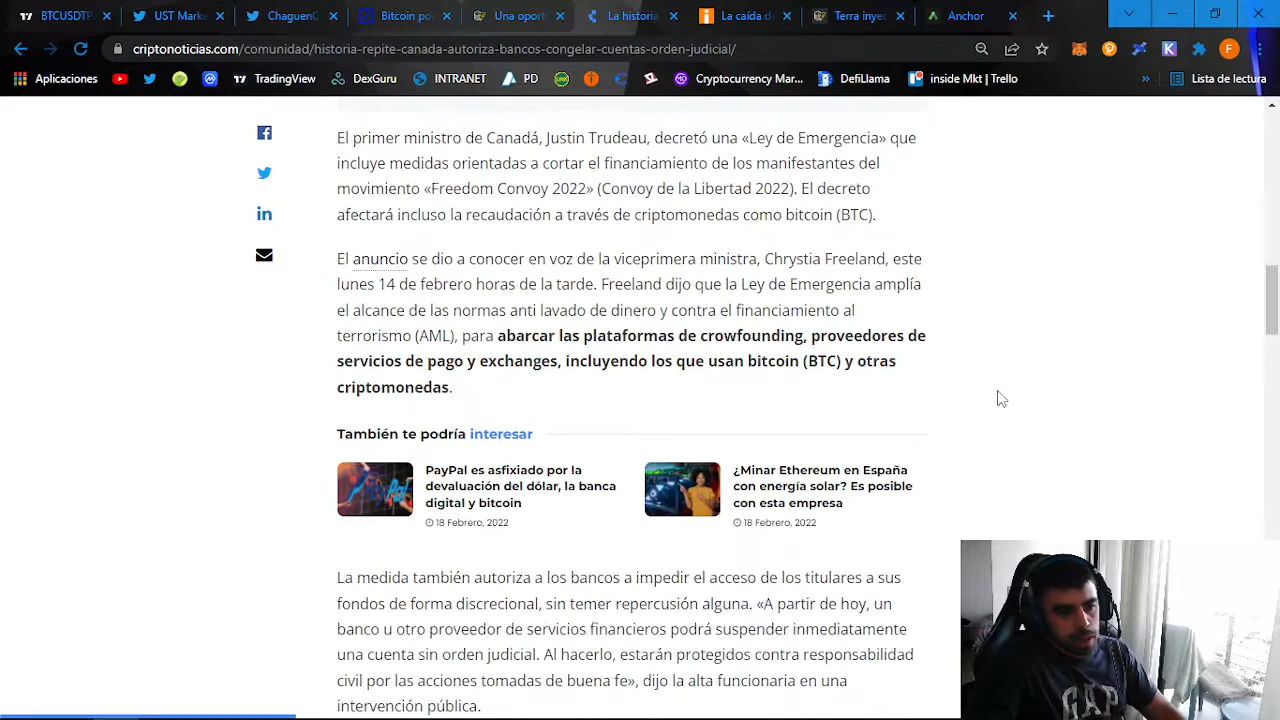 BTCUSDTP
UST Marke
ChaguenC
Bitcoin po
Una oport
La historia
La caída de
Terra inyec
Anchor
criptonoticias.com/comunidad/historia-repite-canada-autoriza-bancos-congelar-cuentas-orden-judicial/
F
Aplicaciones
TradingView
DexGuru
INTRANET
PD
Cryptocurrency Mar...
DefiLlama
inside Mkt | Trello
»
Lista de lectura
El primer ministro de Canadá, Justin Trudeau, decretó una «Ley de Emergencia» que
incluye medidas orientadas a cortar el financiamiento de los manifestantes del
movimiento «Freedom Convoy 2022» (Convoy de la Libertad 2022). El decreto
afectará incluso la recaudación a través de criptomonedas como bitcoin (BTC).
El anuncio se dio a conocer en voz de la viceprimera ministra, Chrystia Freeland, este
lunes 14 de febrero horas de la tarde. Freeland dijo que la Ley de Emergencia amplía
el alcance de las normas anti lavado de dinero y contra el financiamiento al
terrorismo (AML), para abarcar las plataformas de crowfounding, proveedores de
servicios de pago y exchanges, incluyendo los que usan bitcoin (BTC) y otras
criptomonedas.
También te podría interesar
PayPal es asfixiado por la
devaluación del dólar, la banca
digital y bitcoin
18 Febrero, 2022
¿Minar Ethereum en España
con energía solar? Es posible
con esta empresa
18 Febrero, 2022
La medida también autoriza a los bancos a impedir el acceso de los titulares a sus
fondos de forma discrecional, sin temer repercusión alguna. «A partir de hoy, un
banco u otro proveedor de servicios financieros podrá suspender inmediatamente
una cuenta sin orden judicial. Al hacerlo, estarán protegidos contra responsabilidad
civil por las acciones tomadas de buena fe», dijo la alta funcionaria en una
intervención pública.
GAP